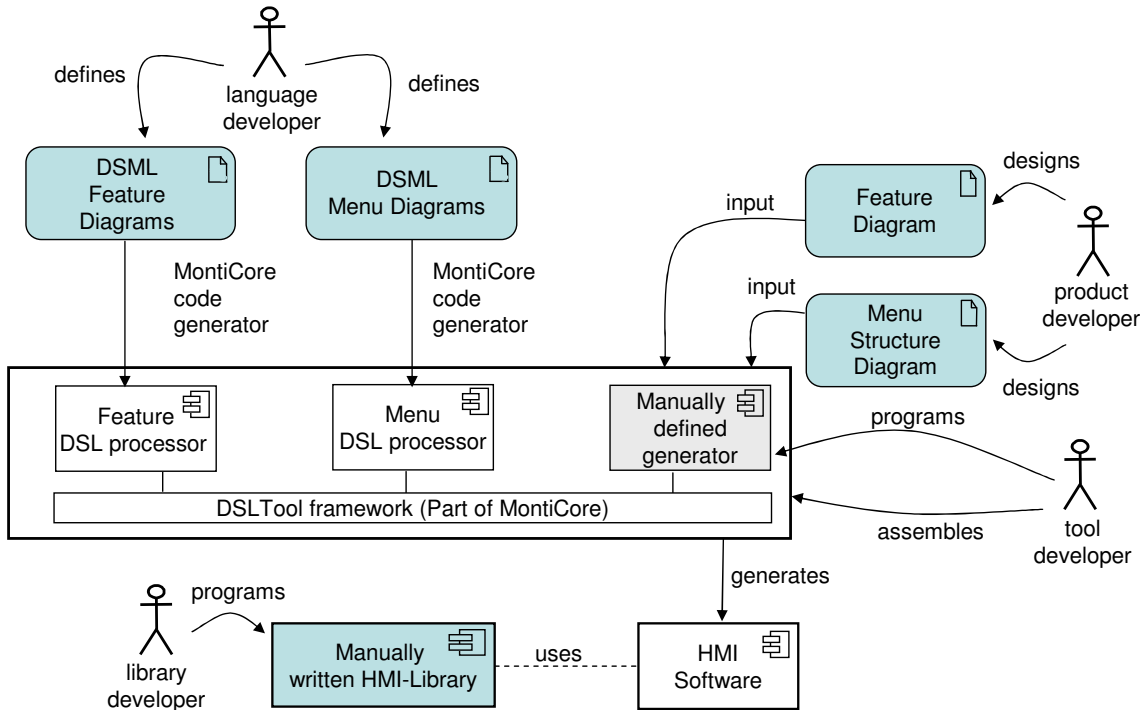 defines
language
developer
defines
DSML
Feature
Diagrams
DSML
Menu Diagrams
input
Feature
Diagram
designs
MontiCore
code
generator
MontiCore
code
generator
input
Menu
Structure
Diagram
product
developer
designs
Feature
DSL processor
Menu
DSL processor
Manually
defined
generator
programs
DSLTool framework (Part of MontiCore)
assembles
tool
developer
generates
programs
library
developer
Manually
written HMI-Library
uses
HMI
Software